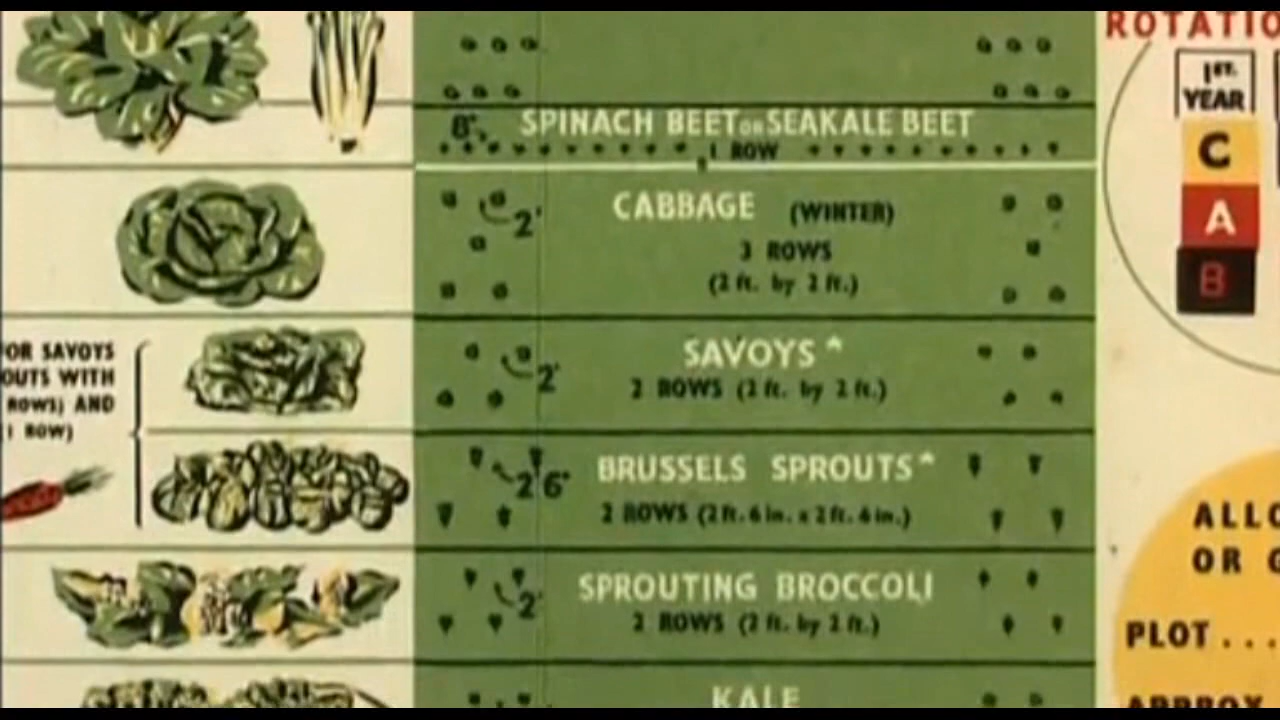 8"
SPINACH BEET OR SEAKALE BEET
1 ROW
CABBAGE (WINTER)
2'
3 ROWS
(2 ft. by 2 ft.)
SAVOYS *
2'
2 ROWS (2 ft. by 2 ft.)
BRUSSELS SPROUTS *
2'6"
2 ROWS (2 ft. 6 in. x 2 ft. 6 in.)
SPROUTING BROCCOLI
2'
2 ROWS (2 ft. by 2 ft.)
KALE
OR SAVOYS
OUTS WITH
ROWS) AND
1 ROW)
ROTATIO
1ST.
YEAR
C
A
B
ALLO
OR G
PLOT . . .
APPROX